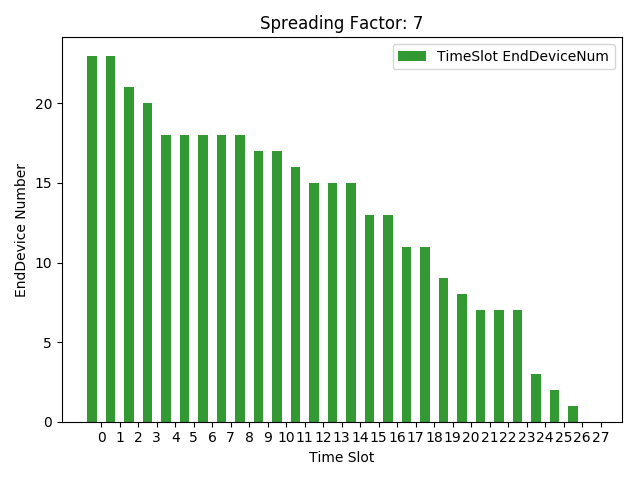 Spreading Factor: 7
TimeSlot EndDeviceNum
EndDevice Number
20
15
10
5
0
0 1 2 3 4 5 6 7 8 9 10 11 12 13 14 15 16 17 18 19 20 21 22 23 24 25 26 27
Time Slot